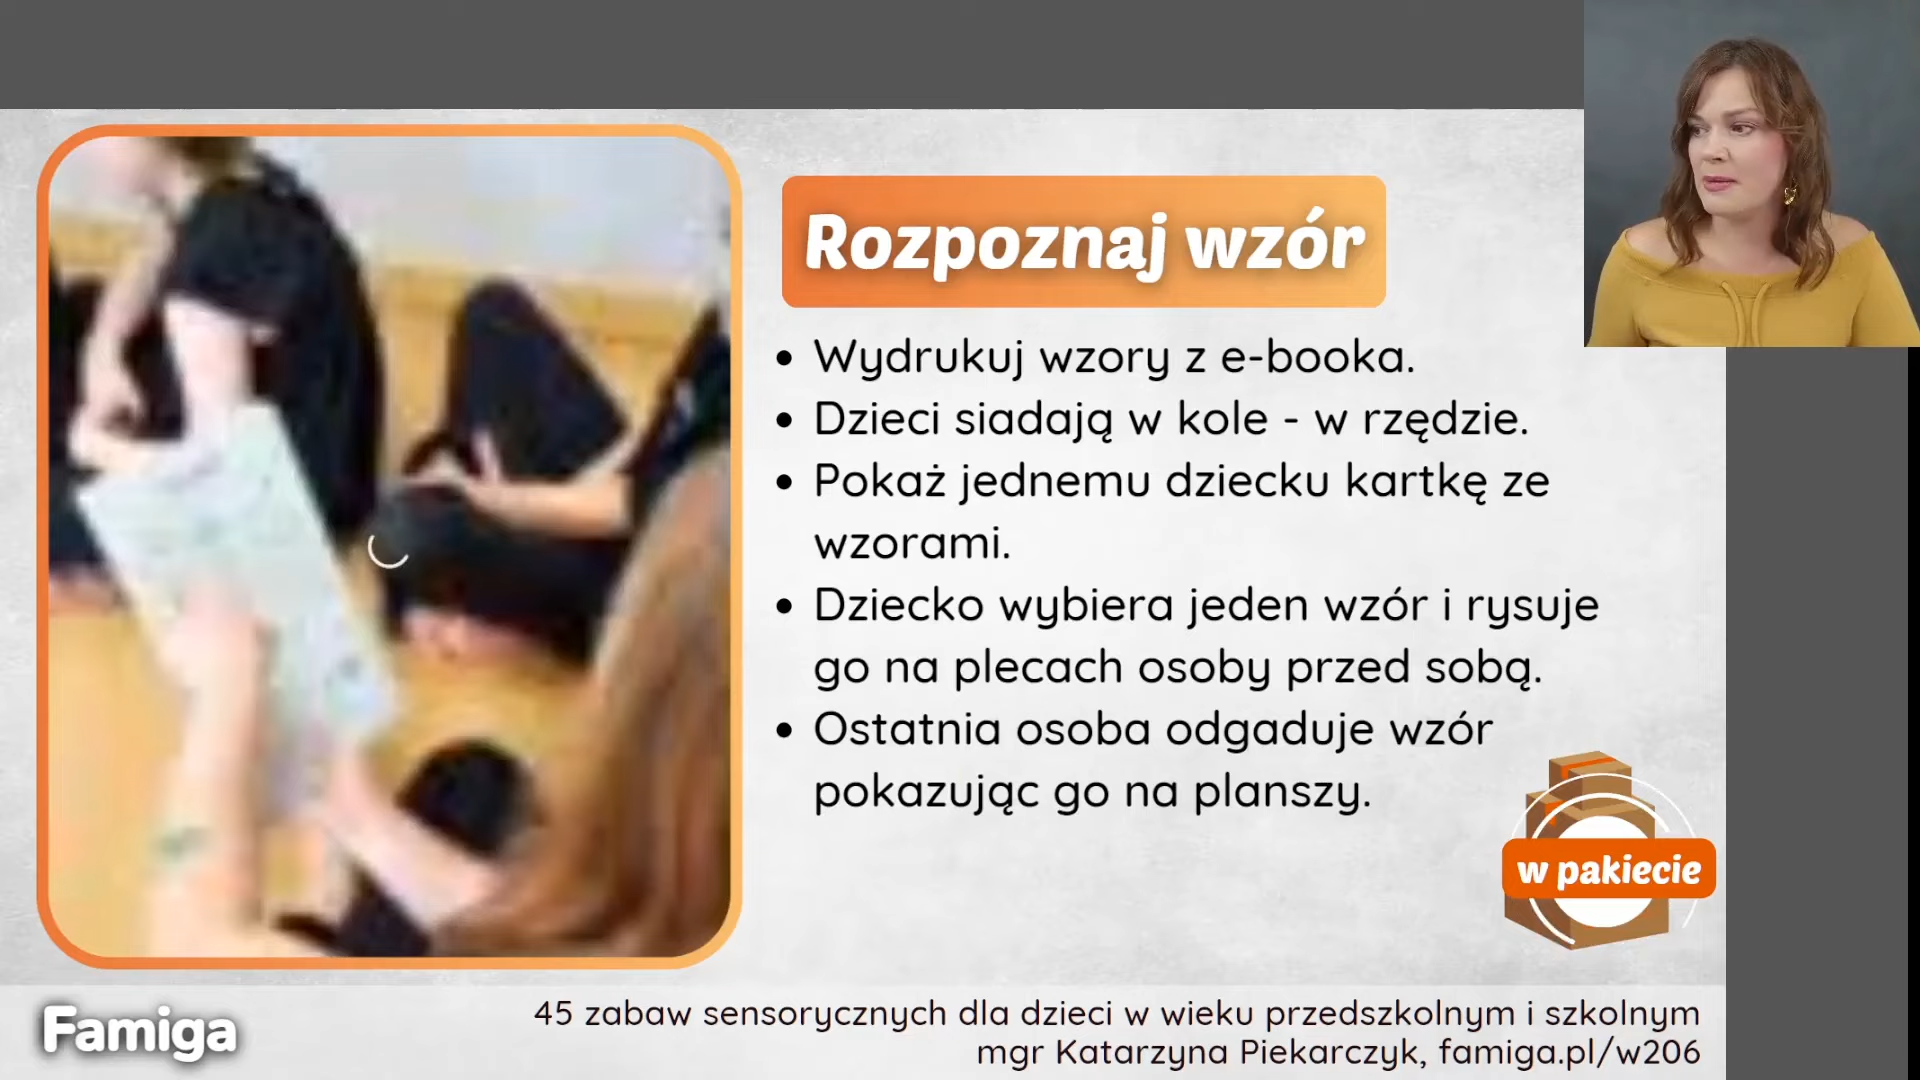 Rozpoznaj wzór
Wydrukuj wzory z e-booka.
Dzieci siadają w kole - w rzędzie.
Pokaż jednemu dziecku kartkę ze
wzorami.
Dziecko wybiera jeden wzór i rysuje
go na plecach osoby przed sobą.
Ostatnia osoba odgaduje wzór
pokazując go na planszy.
w pakiecie
Famiga
45 zabaw sensorycznych dla dzieci w wieku przedszkolnym i szkolnym
mgr Katarzyna Piekarczyk, famiga.pl/w206